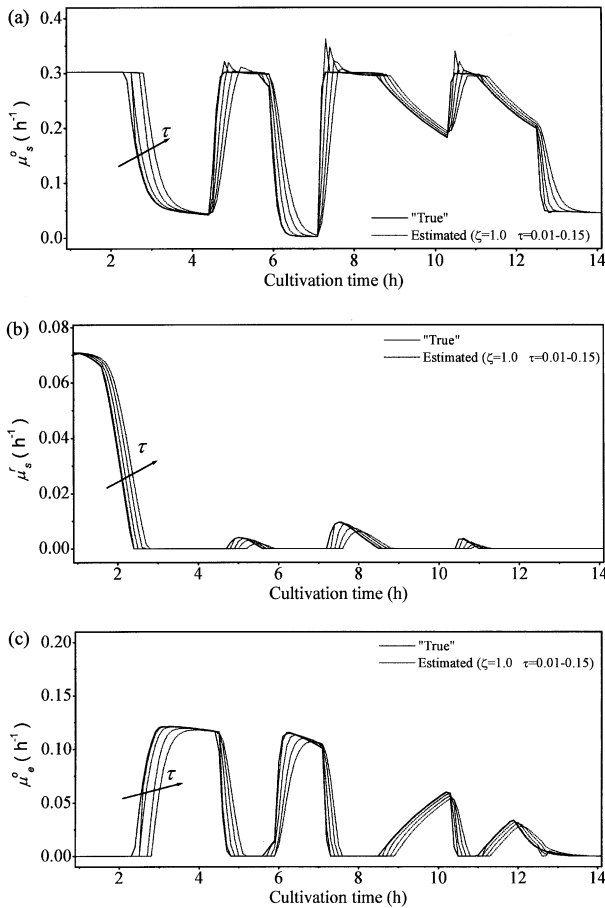 (a)
0.4
0.3
0.2
0.1
0.0
μ°ₛ (h⁻¹)
τ
"True"
Estimated (ζ=1.0 τ=0.01-0.15)
2 4 6 8 10 12 14
Cultivation time (h)
(b)
0.08
0.06
0.04
0.02
0.00
μʳₛ (h⁻¹)
τ
"True"
Estimated (ζ=1.0 τ=0.01-0.15)
2 4 6 8 10 12 14
Cultivation time (h)
(c)
0.20
0.15
0.10
0.05
0.00
μ°ₑ (h⁻¹)
τ
"True"
Estimated (ζ=1.0 τ=0.01-0.15)
2 4 6 8 10 12 14
Cultivation time (h)